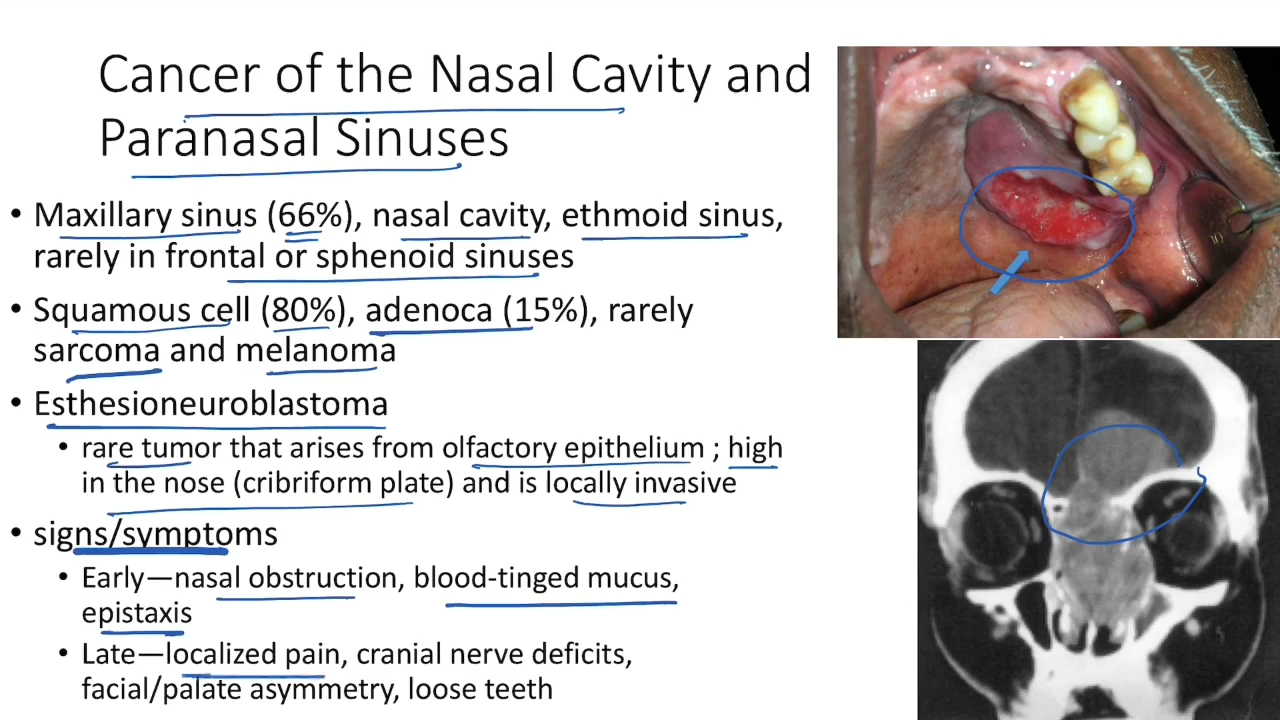 Cancer of the Nasal Cavity and
Paranasal Sinuses
• Maxillary sinus (66%), nasal cavity, ethmoid sinus,
rarely in frontal or sphenoid sinuses
• Squamous cell (80%), adenoca (15%), rarely
sarcoma and melanoma
• Esthesioneuroblastoma
• rare tumor that arises from olfactory epithelium ; high
in the nose (cribriform plate) and is locally invasive
• signs/symptoms
• Early—nasal obstruction, blood-tinged mucus,
epistaxis
• Late—localized pain, cranial nerve deficits,
facial/palate asymmetry, loose teeth